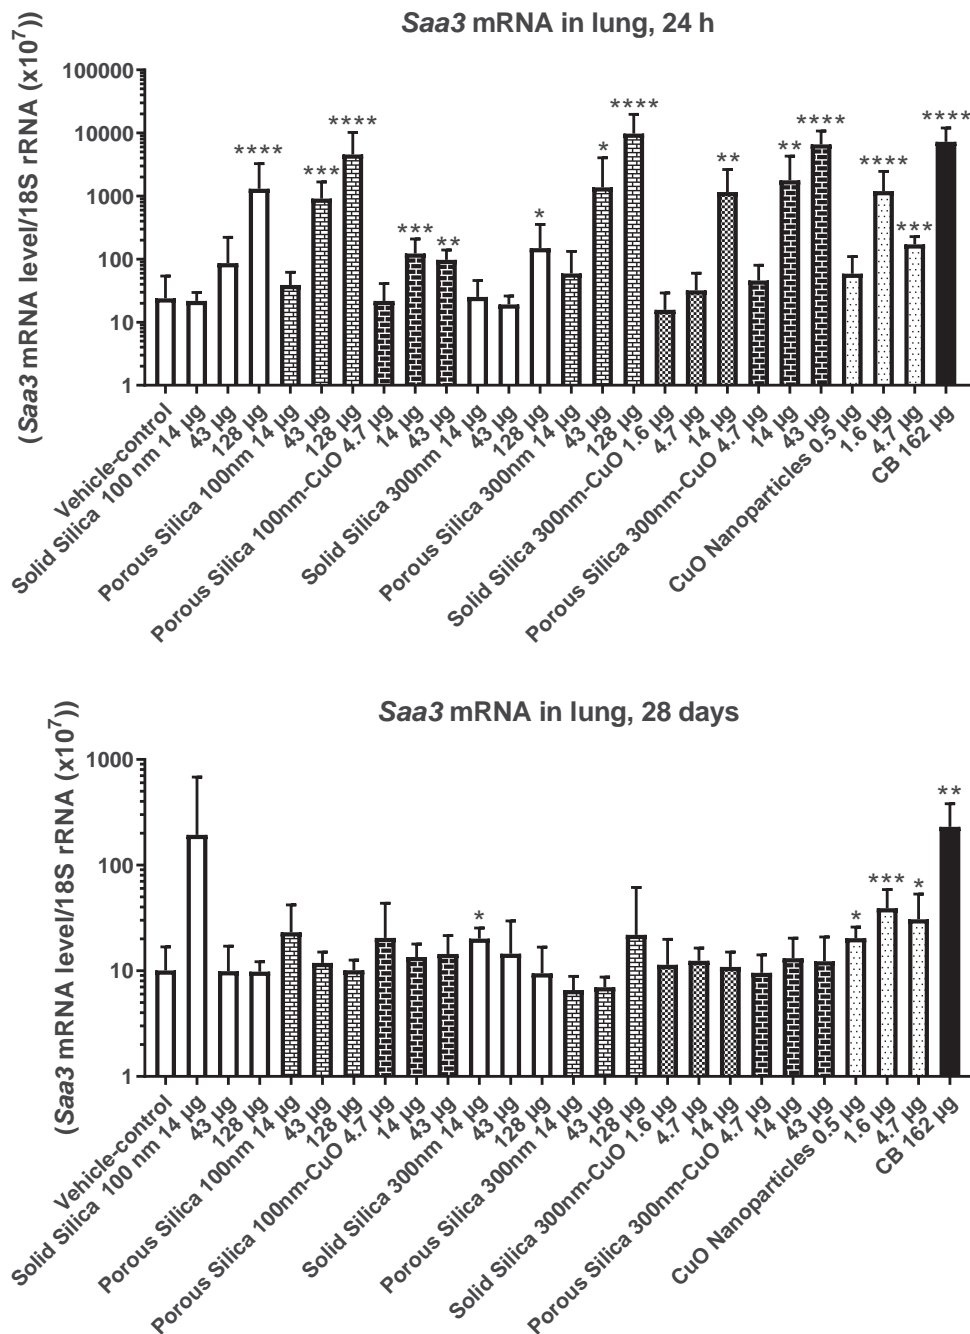 Saa3 mRNA in lung, 24 h
(Saa3 mRNA level/18S rRNA (x10⁷))
100000
10000
1000
100
10
1
**** *** **** *** ** * * **** ** ** **** **** *** ****
Vehicle-control
Solid Silica 100 nm 14 µg
43 µg
128 µg
Porous Silica 100nm 14 µg
43 µg
128 µg
Porous Silica 100nm-CuO 4.7 µg
14 µg
43 µg
Solid Silica 300nm 14 µg
43 µg
128 µg
Porous Silica 300nm 14 µg
43 µg
128 µg
Solid Silica 300nm-CuO 1.6 µg
4.7 µg
14 µg
Porous Silica 300nm-CuO 4.7 µg
14 µg
43 µg
CuO Nanoparticles 0.5 µg
1.6 µg
4.7 µg
CB 162 µg
Saa3 mRNA in lung, 28 days
(Saa3 mRNA level/18S rRNA (x10⁷))
1000
100
10
1
* * *** * **
Vehicle-control
Solid Silica 100 nm 14 µg
43 µg
128 µg
Porous Silica 100nm 14 µg
43 µg
128 µg
Porous Silica 100nm-CuO 4.7 µg
14 µg
43 µg
Solid Silica 300nm 14 µg
43 µg
128 µg
Porous Silica 300nm 14 µg
43 µg
128 µg
Solid Silica 300nm-CuO 1.6 µg
4.7 µg
14 µg
Porous Silica 300nm-CuO 4.7 µg
14 µg
43 µg
CuO Nanoparticles 0.5 µg
1.6 µg
4.7 µg
CB 162 µg